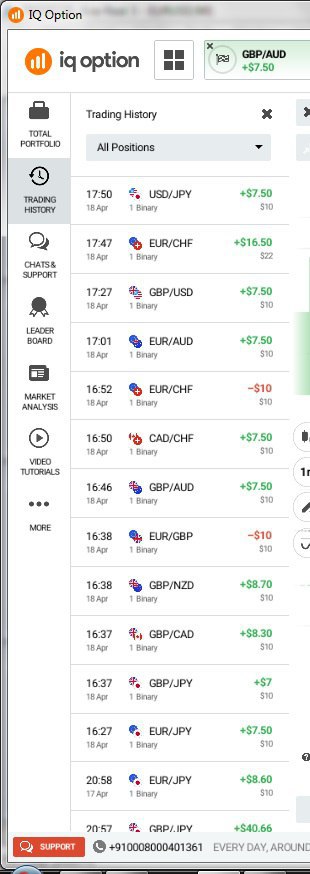 IQ Option
iq option
GBP/AUD
+$7.50
TOTAL
PORTFOLIO
TRADING
HISTORY
CHATS &
SUPPORT
LEADER
BOARD
MARKET
ANALYSIS
VIDEO
TUTORIALS
MORE
Trading History
All Positions
17:50 USD/JPY +$7.50
18 Apr 1 Binary $10
17:47 EUR/CHF +$16.50
18 Apr 1 Binary $22
17:27 GBP/USD +$7.50
18 Apr 1 Binary $10
17:01 EUR/AUD +$7.50
18 Apr 1 Binary $10
16:52 EUR/CHF −$10
18 Apr 1 Binary $10
16:50 CAD/CHF +$7.50
18 Apr 1 Binary $10
16:46 GBP/AUD +$7.50
18 Apr 1 Binary $10
16:38 EUR/GBP −$10
18 Apr 1 Binary $10
16:38 GBP/NZD +$8.70
18 Apr 1 Binary $10
16:37 GBP/CAD +$8.30
18 Apr 1 Binary $10
16:37 GBP/JPY +$7
18 Apr 1 Binary $10
16:27 EUR/JPY +$7.50
18 Apr 1 Binary $10
20:58 EUR/JPY +$8.60
17 Apr 1 Binary $10
20:57 GBP/JPY +$40.66
SUPPORT +910008000401361 EVERY DAY, AROUND